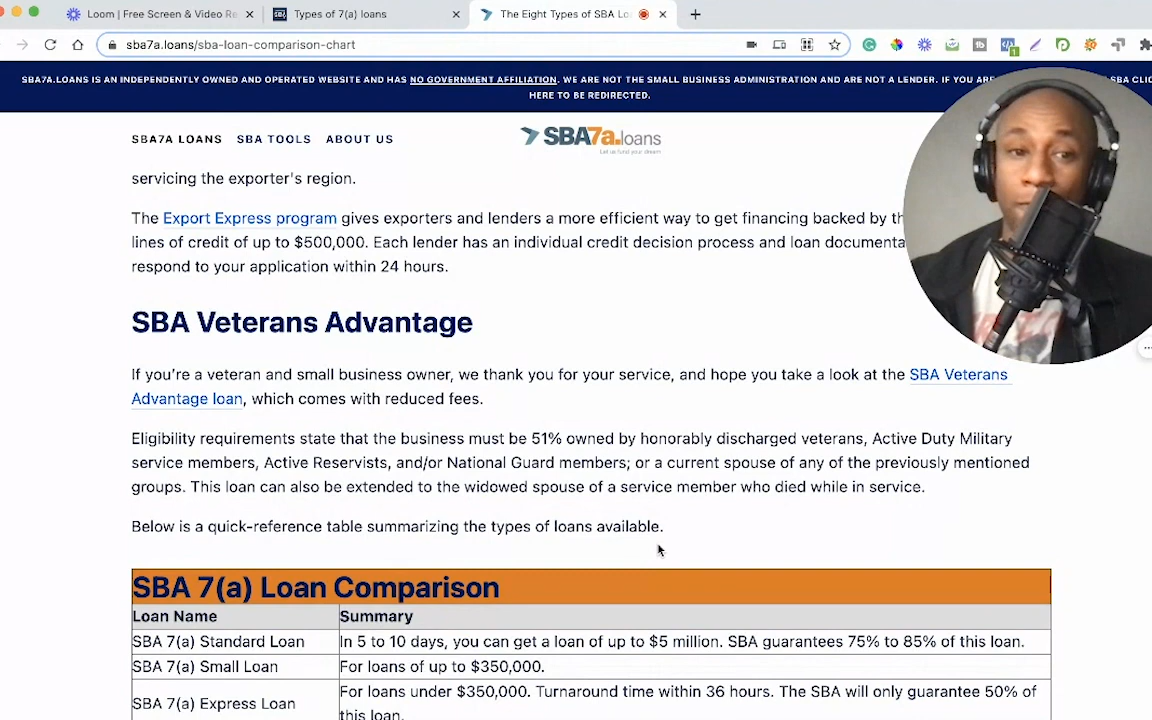 Loom | Free Screen & Video Re
Types of 7(a) loans
The Eight Types of SBA Lo
sba7a.loans/sba-loan-comparison-chart
SBA7A.LOANS IS AN INDEPENDENTLY OWNED AND OPERATED WEBSITE AND HAS NO GOVERNMENT AFFILIATION. WE ARE NOT THE SMALL BUSINESS ADMINISTRATION AND ARE NOT A LENDER. IF YOU ARE SBA CLIC
HERE TO BE REDIRECTED.
SBA7A LOANS SBA TOOLS ABOUT US
SBA7a.loans
Let us fund your dream
servicing the exporter's region.
The Export Express program gives exporters and lenders a more efficient way to get financing backed by th
lines of credit of up to $500,000. Each lender has an individual credit decision process and loan documenta
respond to your application within 24 hours.
SBA Veterans Advantage
If you’re a veteran and small business owner, we thank you for your service, and hope you take a look at the SBA Veterans
Advantage loan, which comes with reduced fees.
Eligibility requirements state that the business must be 51% owned by honorably discharged veterans, Active Duty Military
service members, Active Reservists, and/or National Guard members; or a current spouse of any of the previously mentioned
groups. This loan can also be extended to the widowed spouse of a service member who died while in service.
Below is a quick-reference table summarizing the types of loans available.
SBA 7(a) Loan Comparison
Loan Name Summary
SBA 7(a) Standard Loan In 5 to 10 days, you can get a loan of up to $5 million. SBA guarantees 75% to 85% of this loan.
SBA 7(a) Small Loan For loans of up to $350,000.
SBA 7(a) Express Loan For loans under $350,000. Turnaround time within 36 hours. The SBA will only guarantee 50% of
this loan.